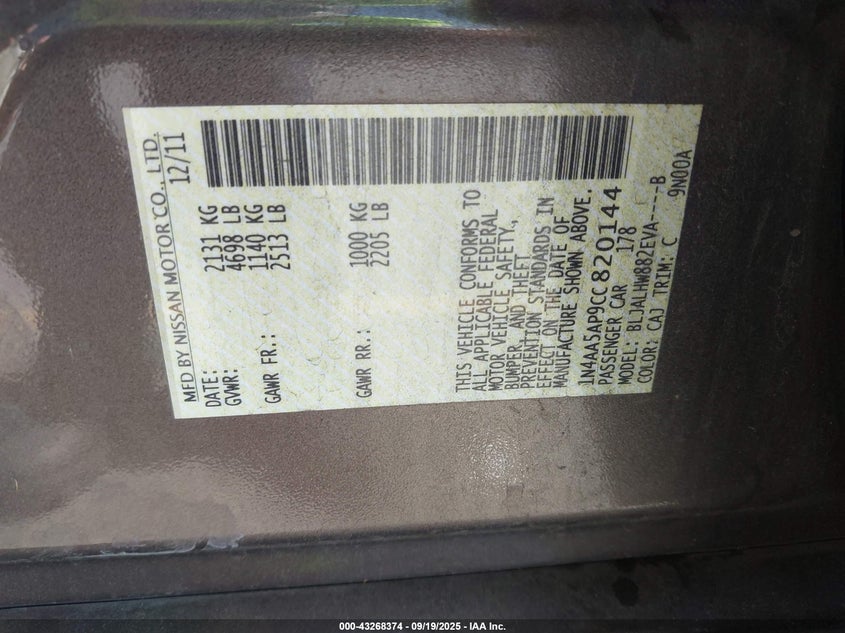 MFD BY NISSAN MOTOR CO., LTD.
DATE: 12/11
GVWR: 2131 KG
4698 LB
GAWR FR.: 1140 KG
2513 LB
GAWR RR.: 1000 KG
2205 LB
THIS VEHICLE CONFORMS TO
ALL APPLICABLE FEDERAL
MOTOR VEHICLE SAFETY,
BUMPER, AND THEFT
PREVENTION STANDARDS IN
EFFECT ON THE DATE OF
MANUFACTURE SHOWN ABOVE.
1N4AA5AP9CC820144
PASSENGER CAR 178
MODEL: BLJALHW882EVA----B
COLOR: CAJ TRIM: C 9N00A
000-43268374 - 09/19/2025 - IAA Inc.